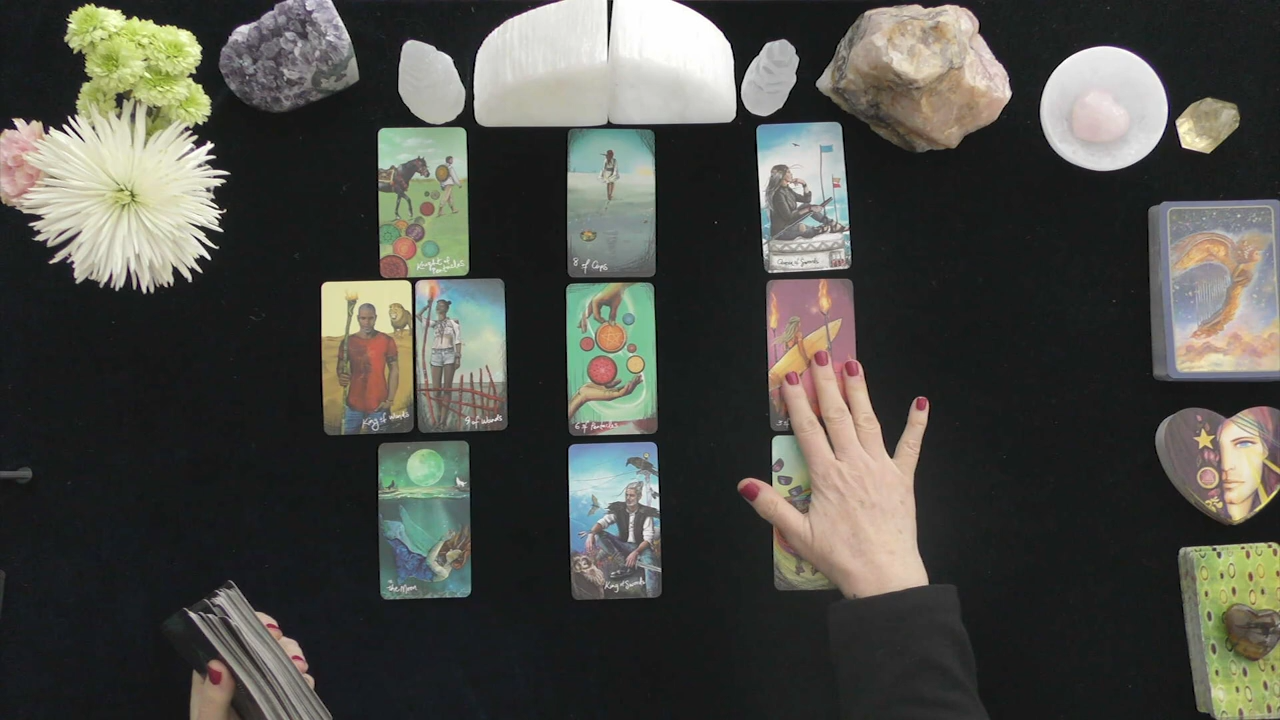 Knight of
Pentacles
8 of Cups
Queen of Swords
King of Wands
9 of Wands
6 of Pentacles
The Moon
King of Swords